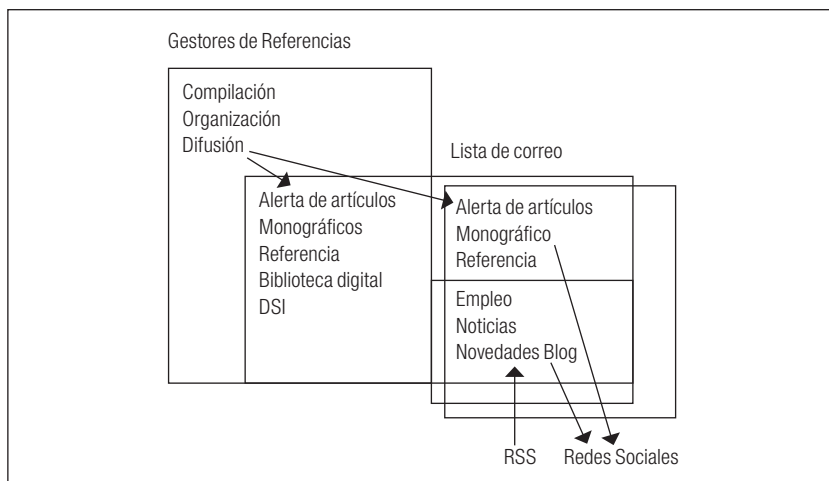 Gestores de Referencias
Compilación
Organización
Difusión
Lista de correo
Alerta de artículos
Monográficos
Referencia
Biblioteca digital
DSI
Alerta de artículos
Monográfico
Referencia
Empleo
Noticias
Novedades Blog
RSS
Redes Sociales